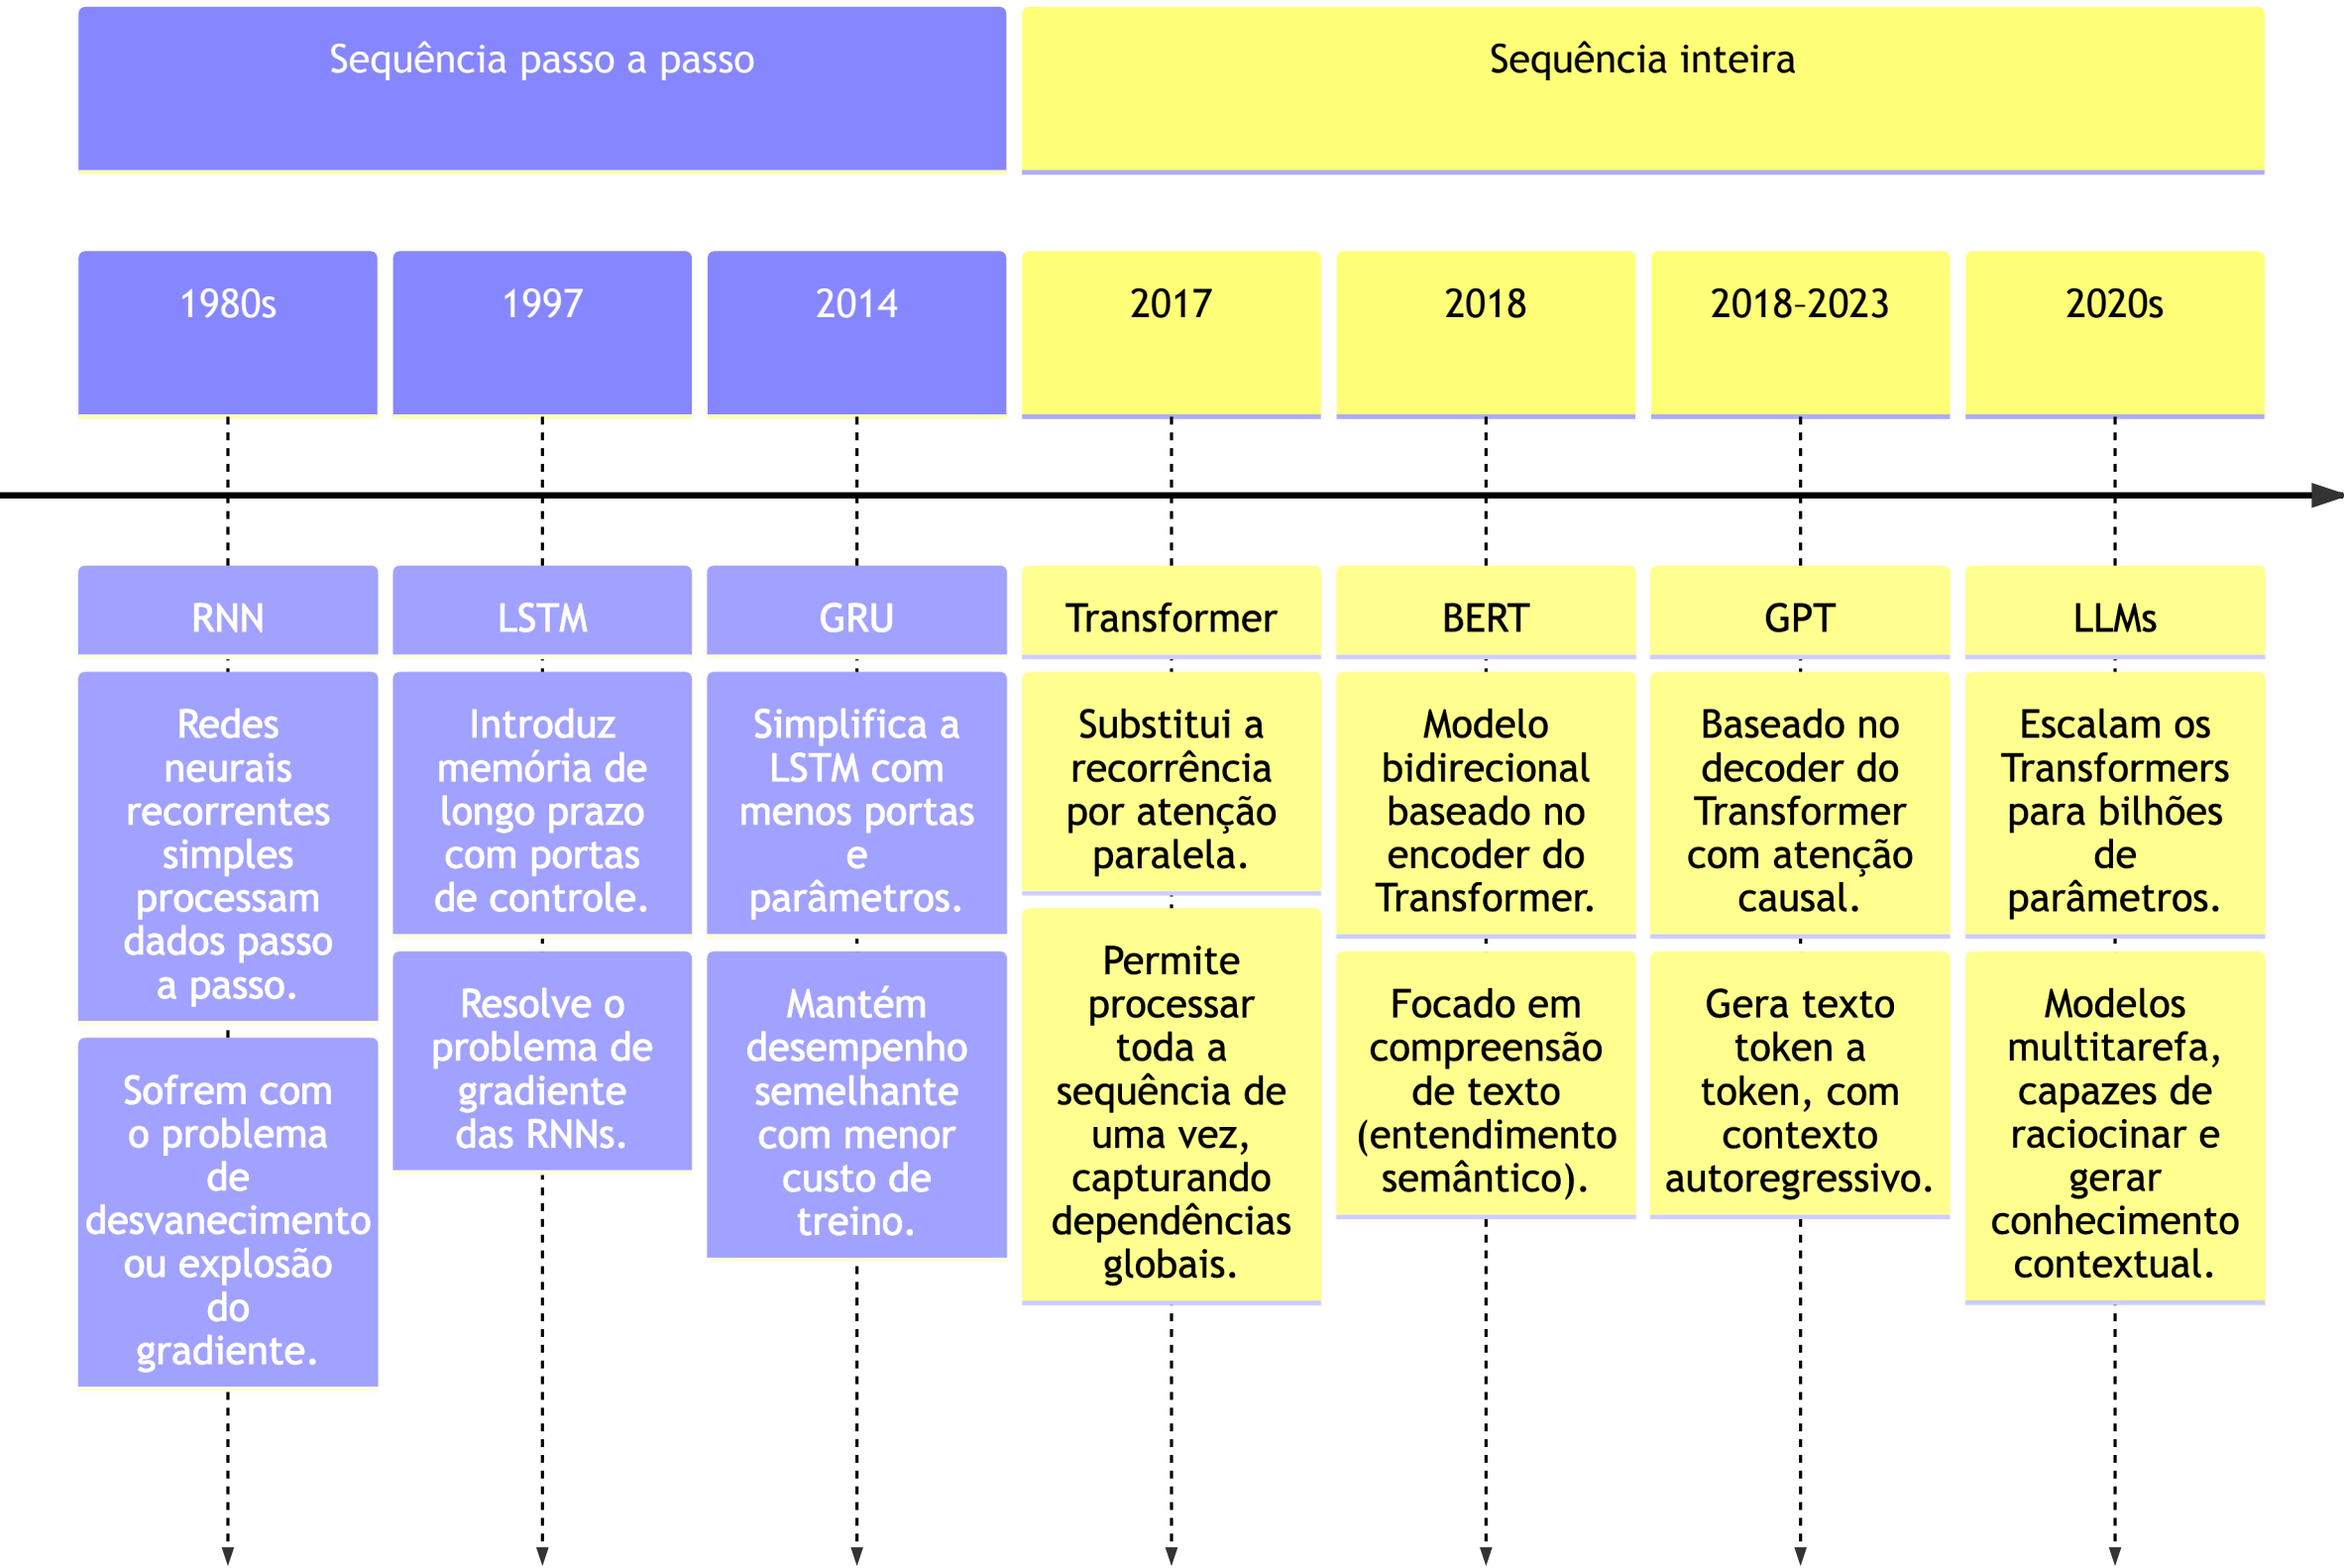 Sequência passo a passo
Sequência inteira
1980s
1997
2014
2017
2018
2018-2023
2020s
RNN
LSTM
GRU
Transformer
BERT
GPT
LLMs
Redes
neurais
recorrentes
simples
processam
dados passo
a passo.
Sofrem com
o problema
de
desvanecimento
ou explosão
do
gradiente.
Introduz
memória de
longo prazo
com portas
de controle.
Resolve o
problema de
gradiente
das RNNs.
Simplifica a
LSTM com
menos portas
e
parâmetros.
Mantém
desempenho
semelhante
com menor
custo de
treino.
Substitui a
recorrência
por atenção
paralela.
Permite
processar
toda a
sequência de
uma vez,
capturando
dependências
globais.
Modelo
bidirecional
baseado no
encoder do
Transformer.
Focado em
compreensão
de texto
(entendimento
semântico).
Baseado no
decoder do
Transformer
com atenção
causal.
Gera texto
token a
token, com
contexto
autoregressivo.
Escalam os
Transformers
para bilhões
de
parâmetros.
Modelos
multitarefa,
capazes de
raciocinar e
gerar
conhecimento
contextual.